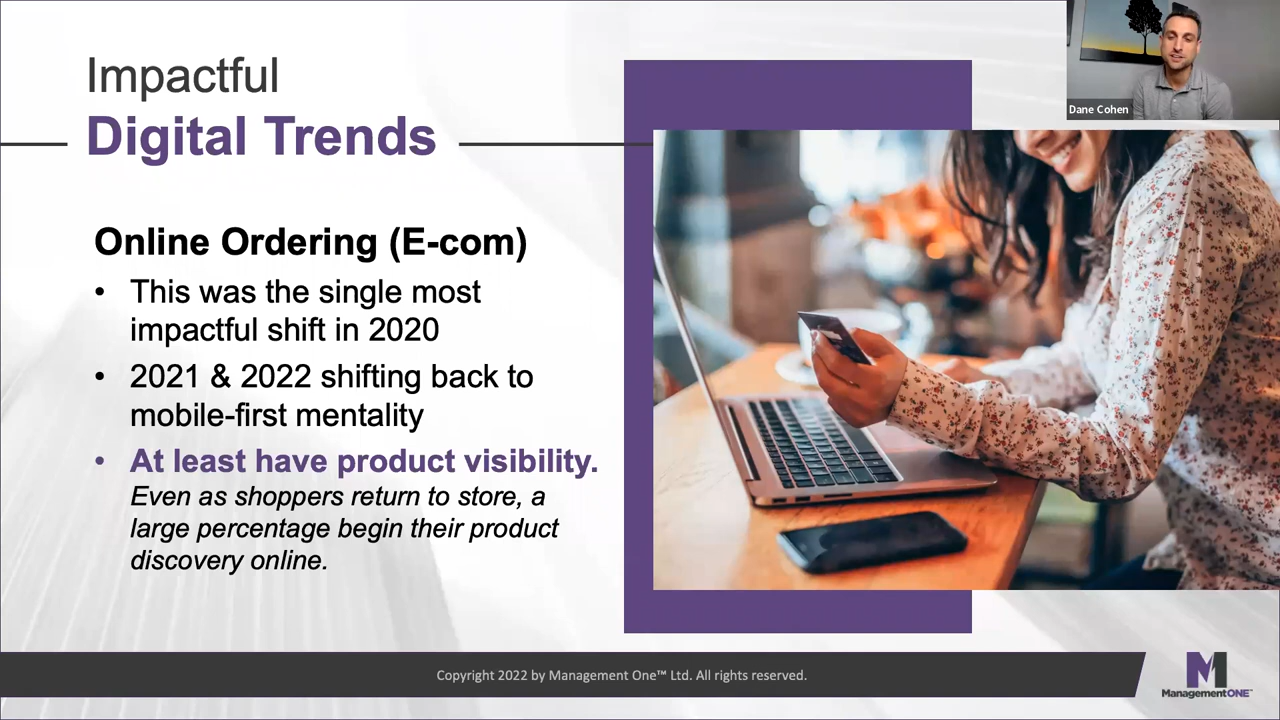 Impactful
Digital Trends
Dane Cohen
Online Ordering (E-com)
• This was the single most
impactful shift in 2020
• 2021 & 2022 shifting back to
mobile-first mentality
• At least have product visibility.
Even as shoppers return to store, a
large percentage begin their product
discovery online.
Copyright 2022 by Management One™ Ltd. All rights reserved.
M
ManagementONE™